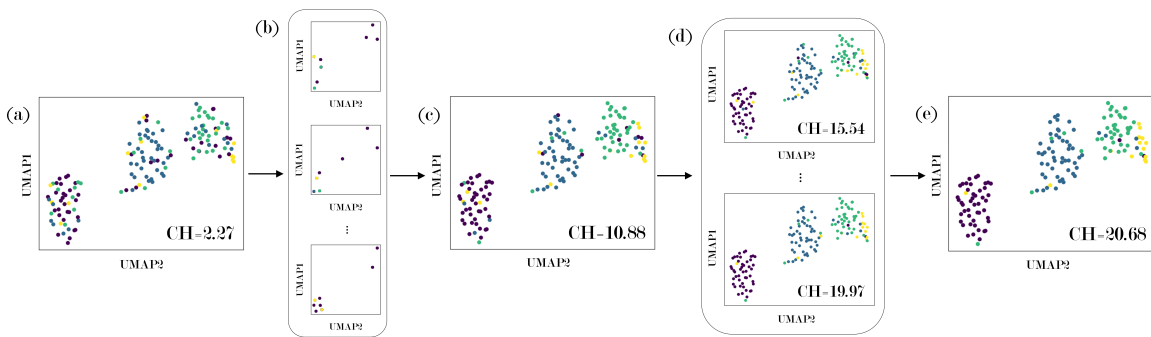 (a)
UMAP1
CH=2.27
UMAP2
(b)
UMAP1
UMAP2
UMAP1
UMAP2
...
UMAP1
UMAP2
(c)
UMAP1
CH=10.88
UMAP2
(d)
UMAP1
CH=15.54
UMAP2
...
UMAP1
CH=19.97
UMAP2
(e)
UMAP1
CH=20.68
UMAP2